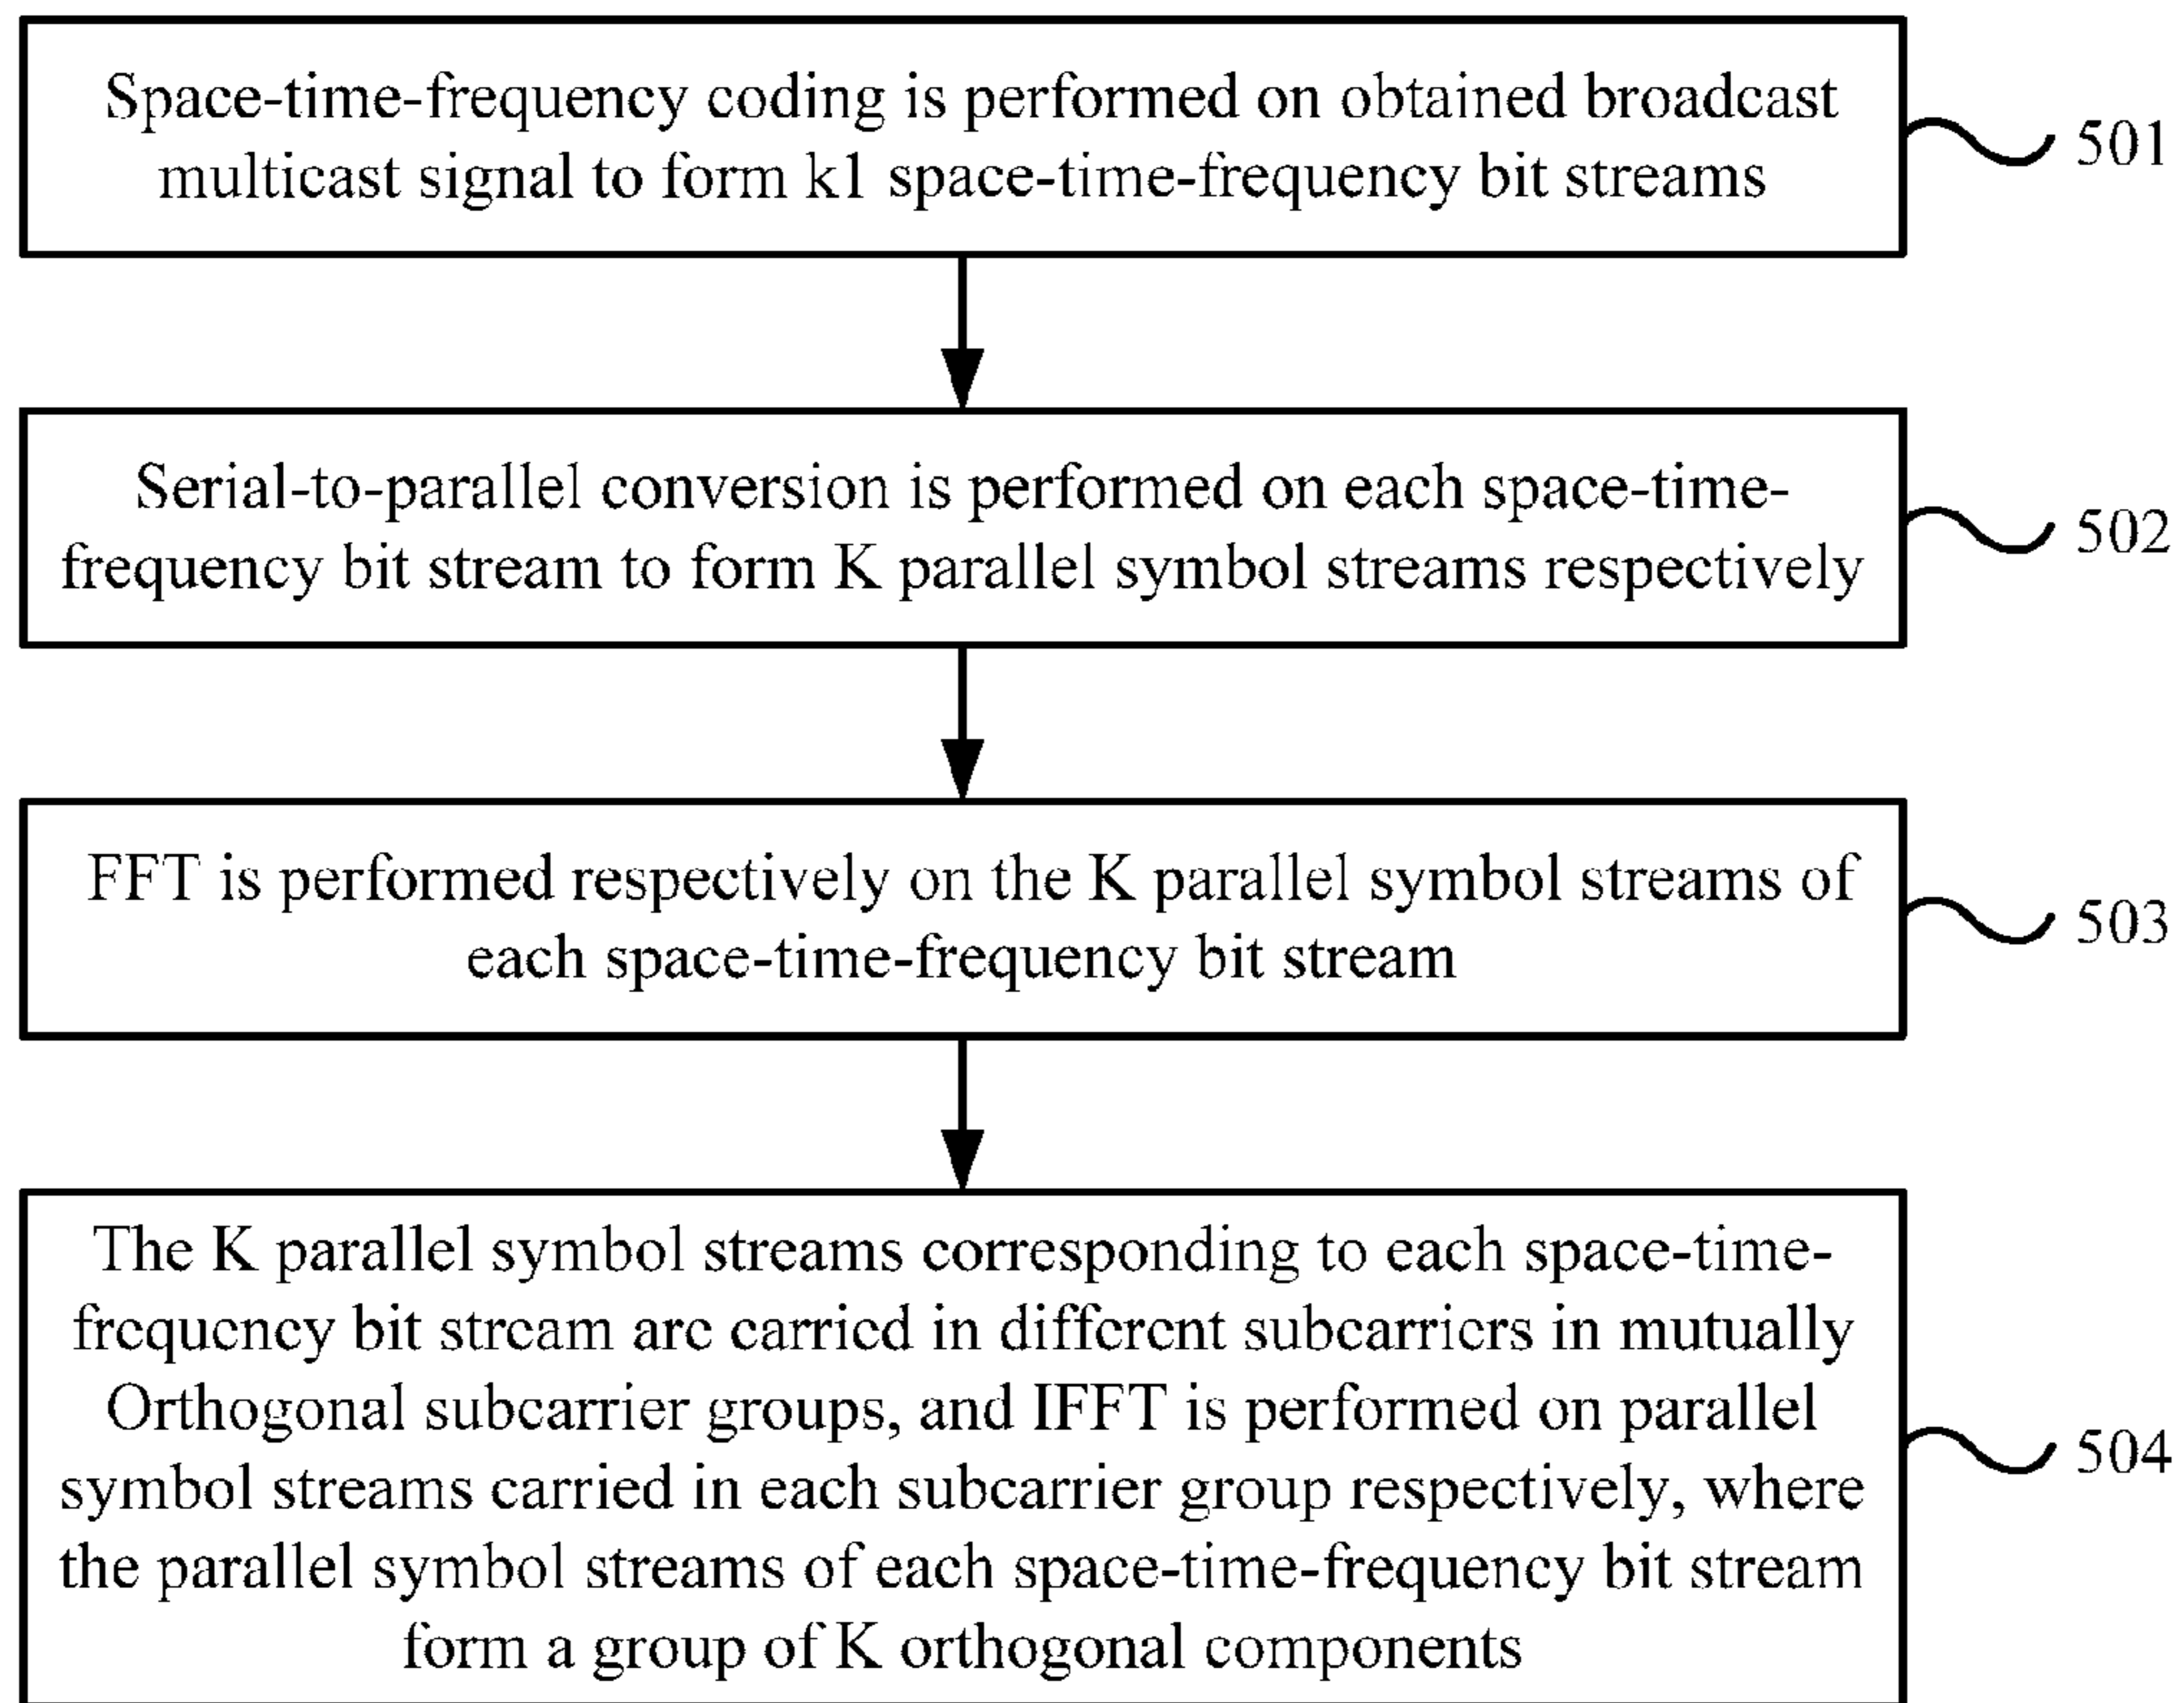 Space-time-frequency coding is performed on obtained broadcast
multicast signal to form k1 space-time-frequency bit streams
501
Serial-to-parallel conversion is performed on each space-time-
frequency bit stream to form K parallel symbol streams respectively
502
FFT is performed respectively on the K parallel symbol streams of
each space-time-frequency bit stream
503
The K parallel symbol streams corresponding to each space-time-
frequency bit stream are carried in different subcarriers in mutually
Orthogonal subcarrier groups, and IFFT is performed on parallel
symbol streams carried in each subcarrier group respectively, where
the parallel symbol streams of each space-time-frequency bit stream
form a group of K orthogonal components
504